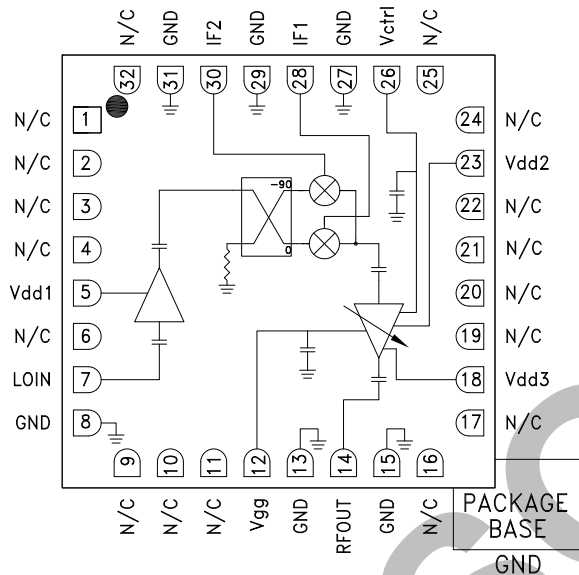 N/C GND IF2 GND IF1 GND Vctrl N/C
32 31 30 29 28 27 26 25
N/C 1
N/C 2
N/C 3
N/C 4
Vdd1 5
N/C 6
LOIN 7
GND 8
-90
0
24 N/C
23 Vdd2
22 N/C
21 N/C
20 N/C
19 N/C
18 Vdd3
17 N/C
9 10 11 12 13 14 15 16
N/C N/C N/C Vgg GND RFOUT GND N/C
PACKAGE
BASE
GND